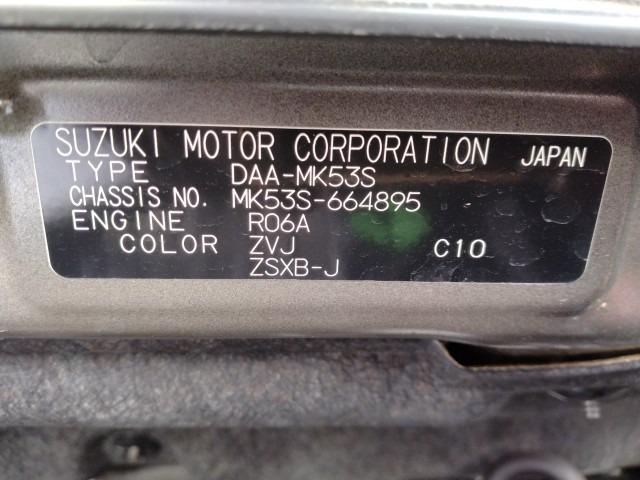 SUZUKI MOTOR CORPORATION JAPAN
TYPE DAA-MK53S
CHASSIS NO. MK53S-664895
ENGINE R06A
COLOR ZVJ C10
ZSXB-J